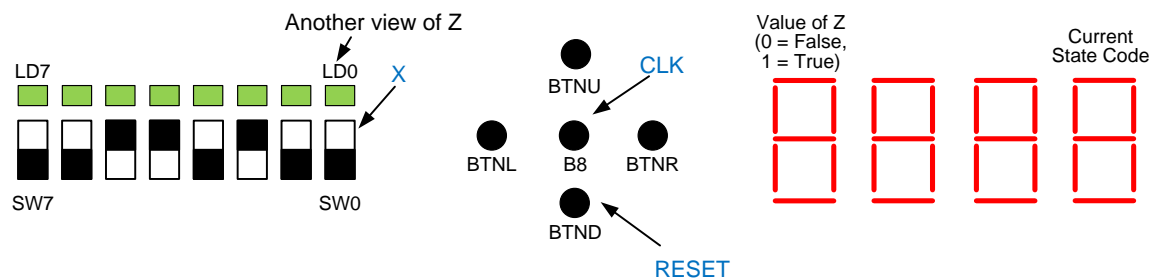 Another view of Z
LD7
LD0
X
SW7
SW0
BTNU
CLK
BTNL
B8
BTNR
BTND
RESET
Value of Z
(0 = False,
1 = True)
Current
State Code
8888